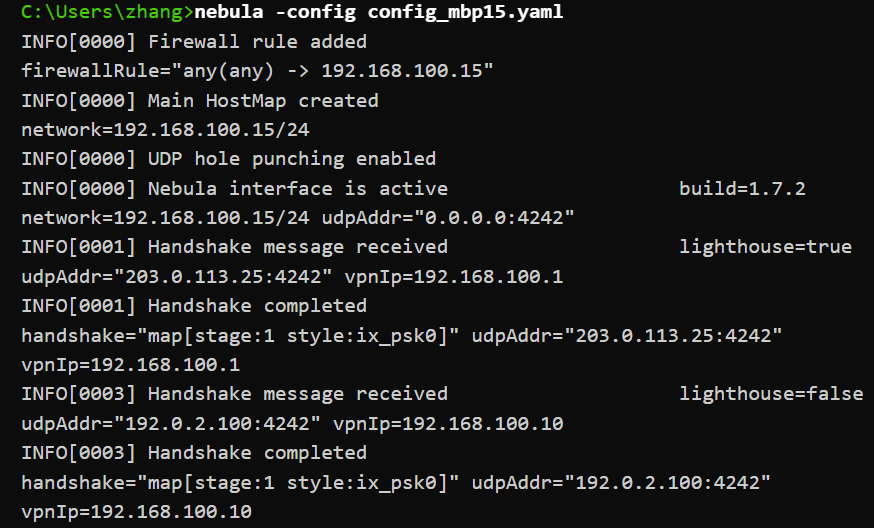 C:\Users\zhang>nebula -config config_mbp15.yaml
INFO[0000] Firewall rule added
firewallRule="any(any) -> 192.168.100.15"
INFO[0000] Main HostMap created
network=192.168.100.15/24
INFO[0000] UDP hole punching enabled
INFO[0000] Nebula interface is active                    build=1.7.2
network=192.168.100.15/24 udpAddr="0.0.0.0:4242"
INFO[0001] Handshake message received                    lighthouse=true
udpAddr="203.0.113.25:4242" vpnIp=192.168.100.1
INFO[0001] Handshake completed
handshake="map[stage:1 style:ix_psk0]" udpAddr="203.0.113.25:4242"
vpnIp=192.168.100.1
INFO[0003] Handshake message received                    lighthouse=false
udpAddr="192.0.2.100:4242" vpnIp=192.168.100.10
INFO[0003] Handshake completed
handshake="map[stage:1 style:ix_psk0]" udpAddr="192.0.2.100:4242"
vpnIp=192.168.100.10